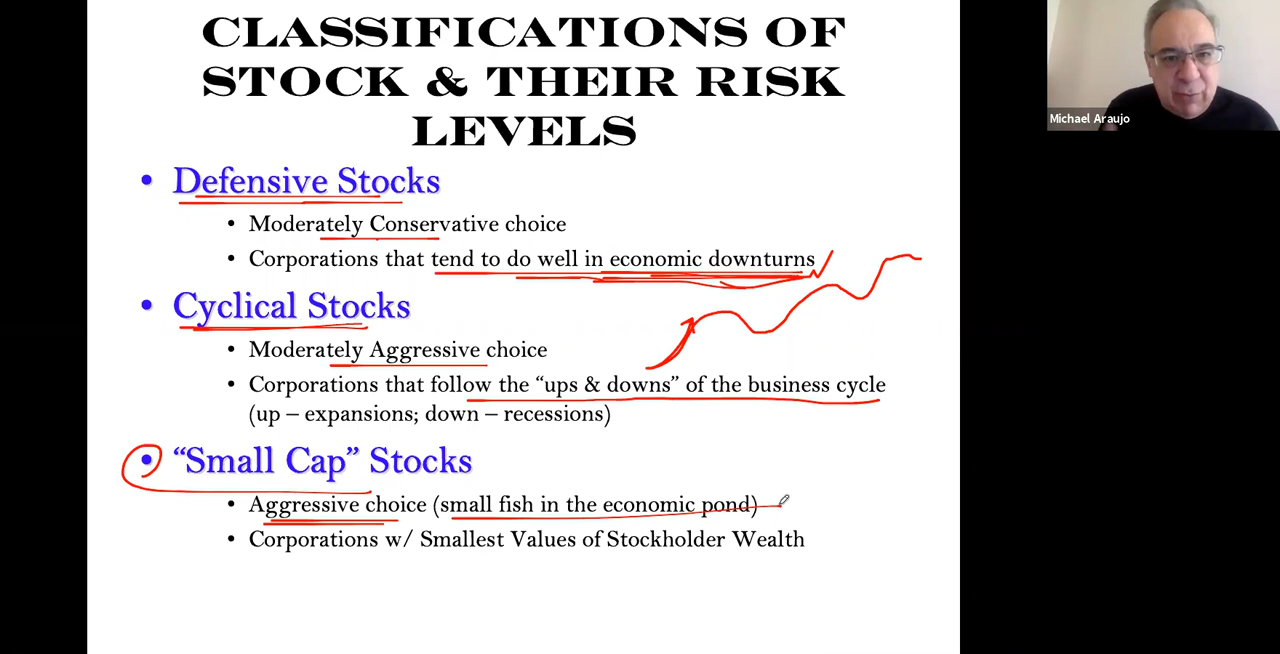 CLASSIFICATIONS OF
STOCK & THEIR RISK
LEVELS
• Defensive Stocks
• Moderately Conservative choice
• Corporations that tend to do well in economic downturns
• Cyclical Stocks
• Moderately Aggressive choice
• Corporations that follow the “ups & downs” of the business cycle
(up – expansions; down – recessions)
• “Small Cap” Stocks
• Aggressive choice (small fish in the economic pond)
• Corporations w/ Smallest Values of Stockholder Wealth
Michael Araujo